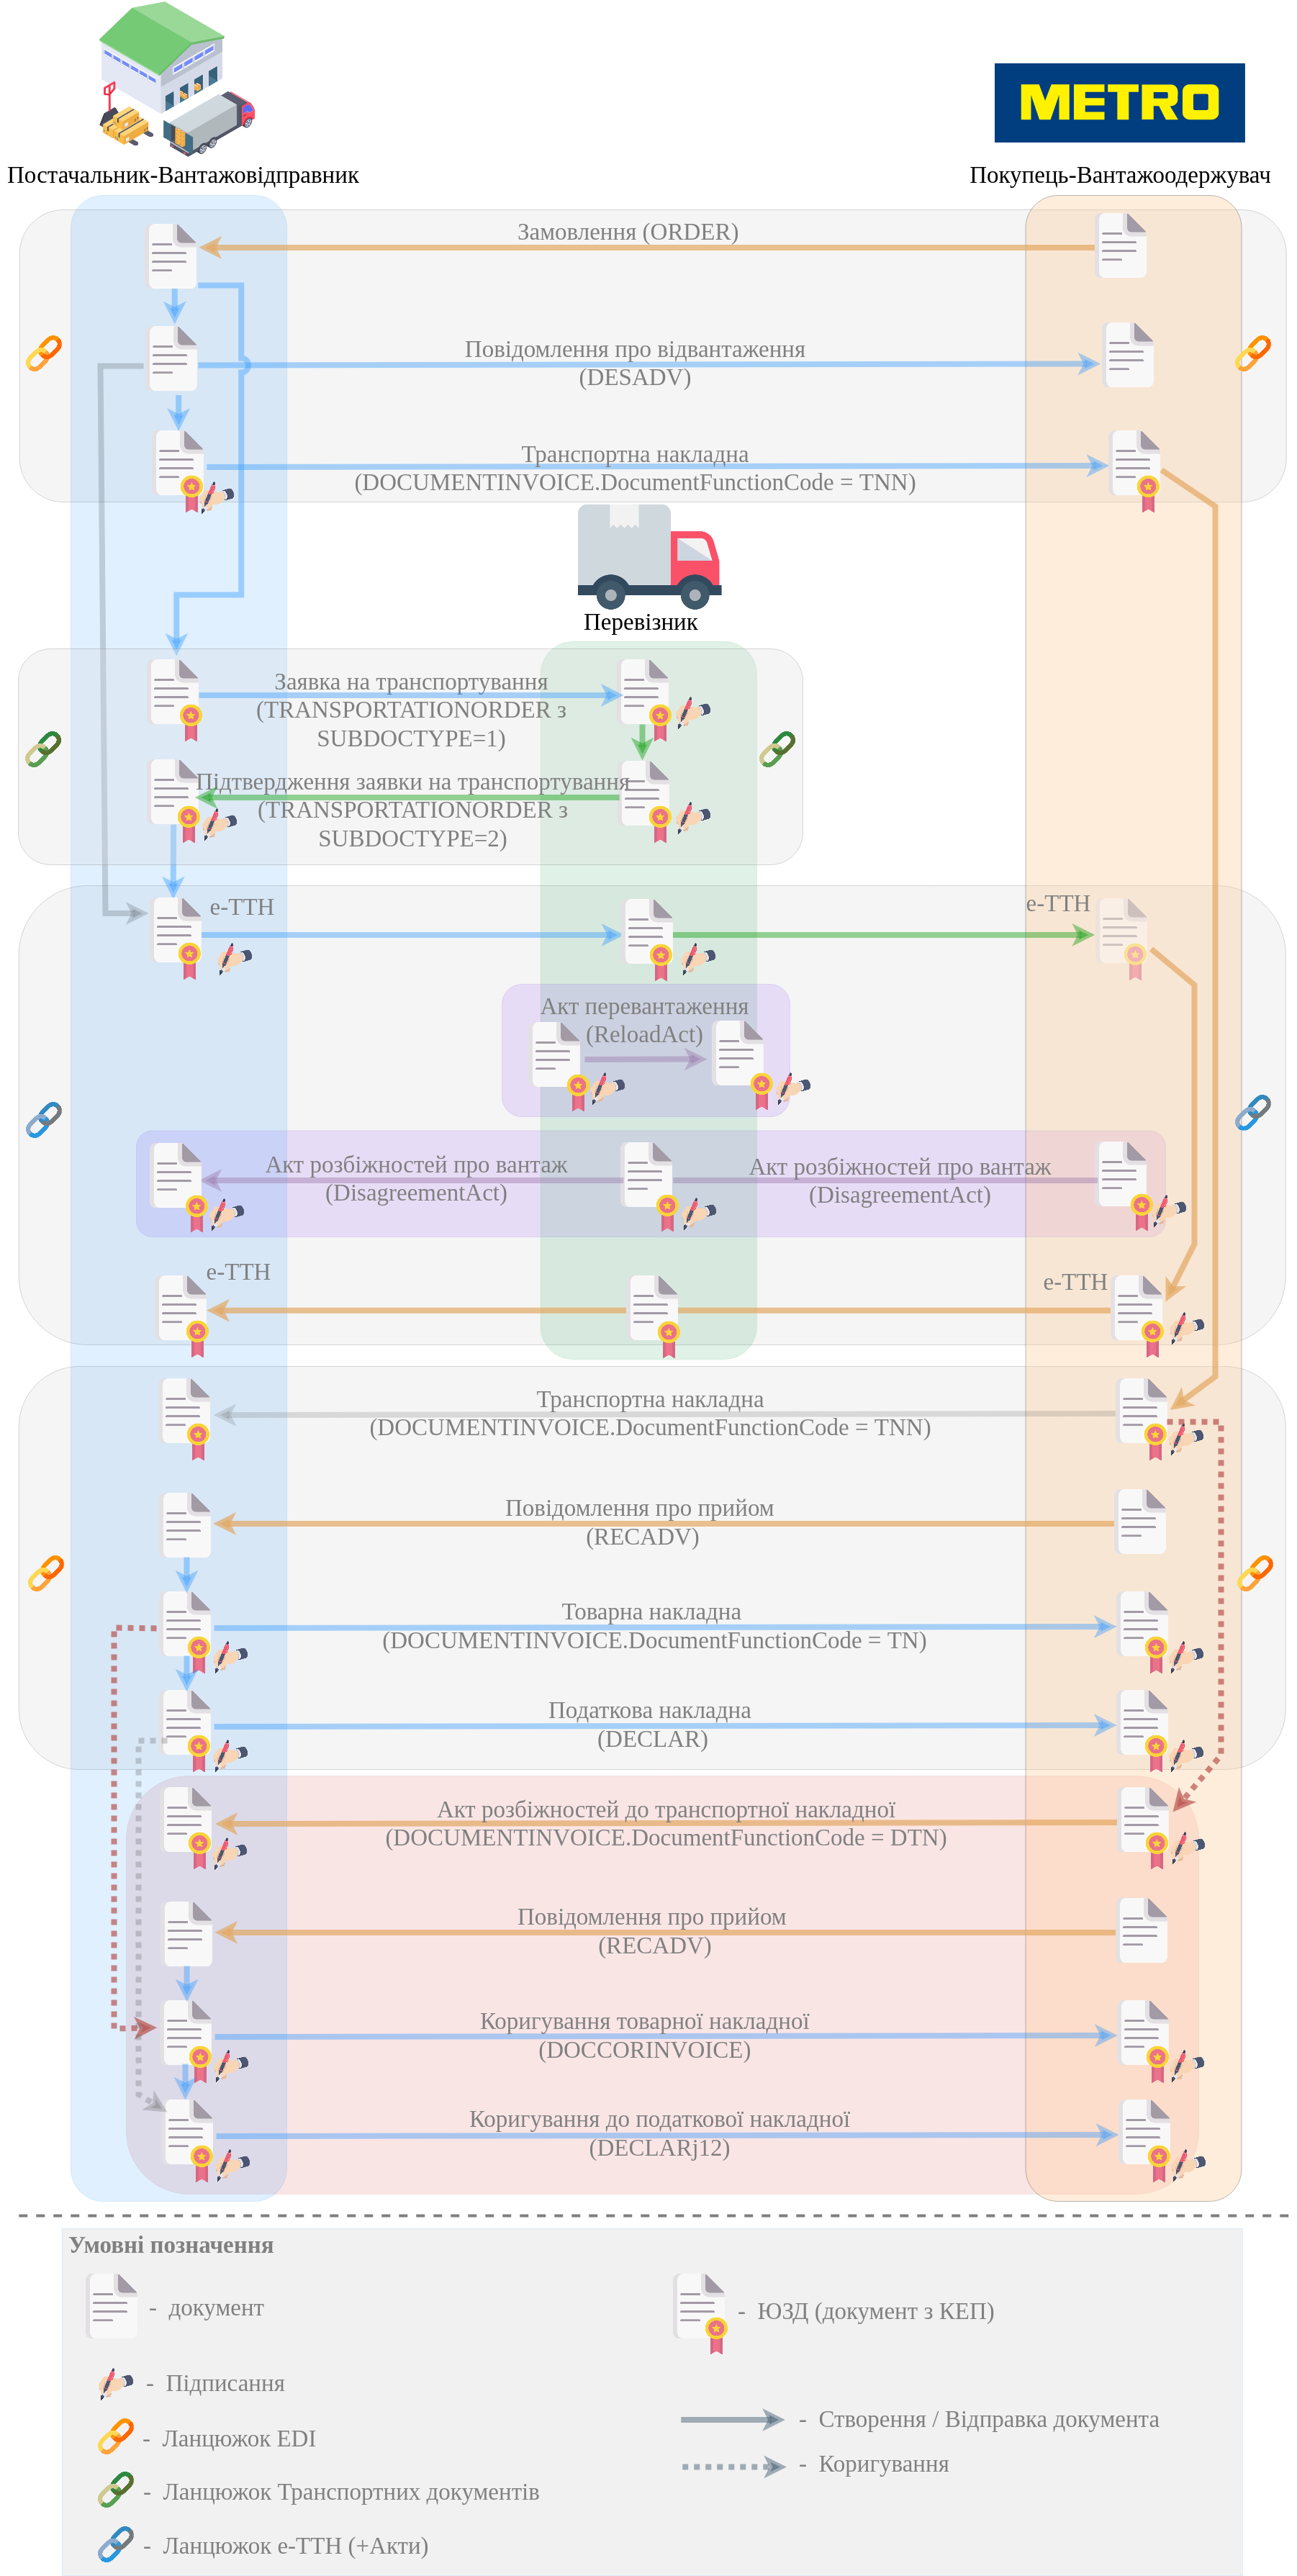 METRO
Постачальник-Вантажовідправник
Покупець-Вантажоодержувач
Замовлення (ORDER)
Повідомлення про відвантаження
(DESADV)
Транспортна накладна
(DOCUMENTINVOICE.DocumentFunctionCode = TNN)
Перевізник
Заявка на транспортування
(TRANSPORTATIONORDER з
SUBDOCTYPE=1)
Підтвердження заявки на транспортування
(TRANSPORTATIONORDER з
SUBDOCTYPE=2)
е-ТТН
е-ТТН
Акт перевантаження
(ReloadAct)
Акт розбіжностей про вантаж
(DisagreementAct)
Акт розбіжностей про вантаж
(DisagreementAct)
е-ТТН
е-ТТН
Транспортна накладна
(DOCUMENTINVOICE.DocumentFunctionCode = TNN)
Повідомлення про прийом
(RECADV)
Товарна накладна
(DOCUMENTINVOICE.DocumentFunctionCode = TN)
Податкова накладна
(DECLAR)
Акт розбіжностей до транспортної накладної
(DOCUMENTINVOICE.DocumentFunctionCode = DTN)
Повідомлення про прийом
(RECADV)
Коригування товарної накладної
(DOCCORINVOICE)
Коригування до податкової накладної
(DECLARj12)
Умовні позначення
- документ
- ЮЗД (документ з КЕП)
- Підписання
- Створення / Відправка документа
- Ланцюжок EDI
- Коригування
- Ланцюжок Транспортних документів
- Ланцюжок е-ТТН (+Акти)